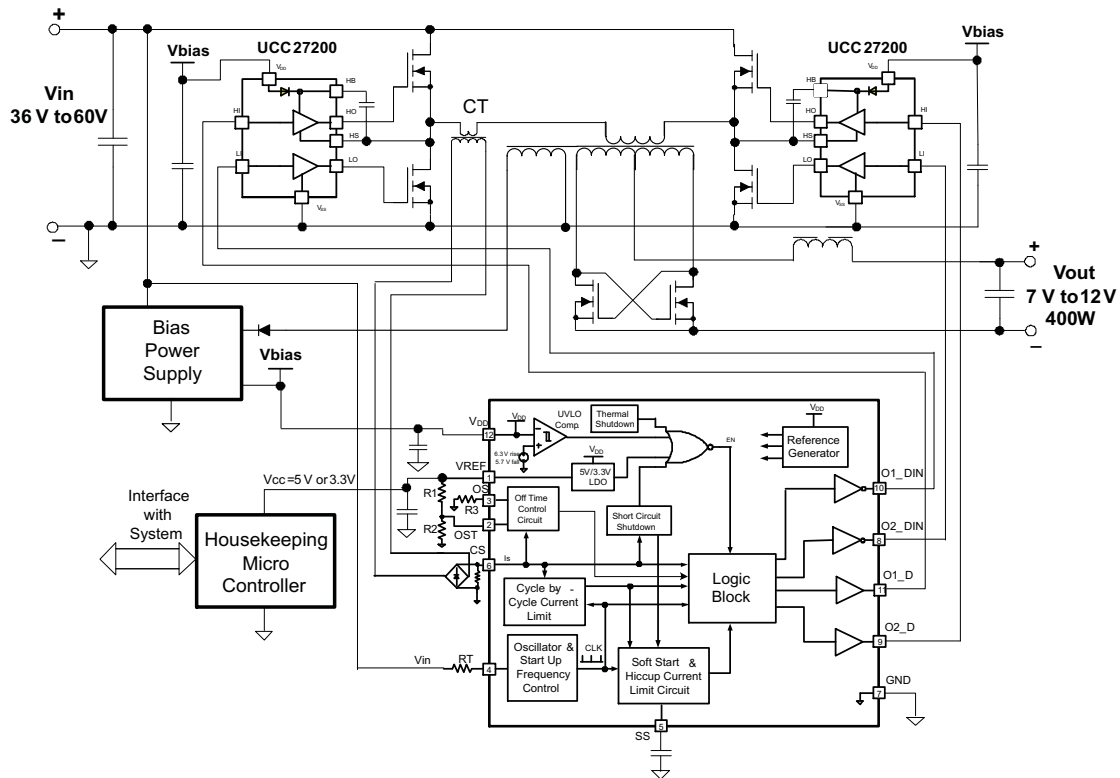 +
Vin
36 V to 60V
–
Vbias
UCC27200
VDD
HB
HI
HO
HS
LI
LO
VSS
CT
UCC27200
Vbias
VDD
HB
HO
HI
HS
LO
LI
VSS
+
Vout
7 V to 12 V
400W
–
Bias
Power
Supply
Vbias
VDD
12
VDD
UVLO
Comp.
6.3 V rise
5.7 V fall
Thermal
Shutdown
EN
VDD
Reference
Generator
VDD
5V/3.3V
LDO
VREF
1
Vcc =5 V or 3.3V
R1
OS
3
R3
R2
2
OST
Off Time
Control
Circuit
Short Circuit
Shutdown
CS
6
Is
Cycle by -
Cycle Current
Limit
Logic
Block
O1_DIN
10
O2_DIN
8
O1_D
11
O2_D
9
Interface
with
System
Housekeeping
Micro
Controller
Vin
RT
4
Oscillator &
Start Up
Frequency
Control
CLK
Soft Start &
Hiccup Current
Limit Circuit
GND
7
5
SS